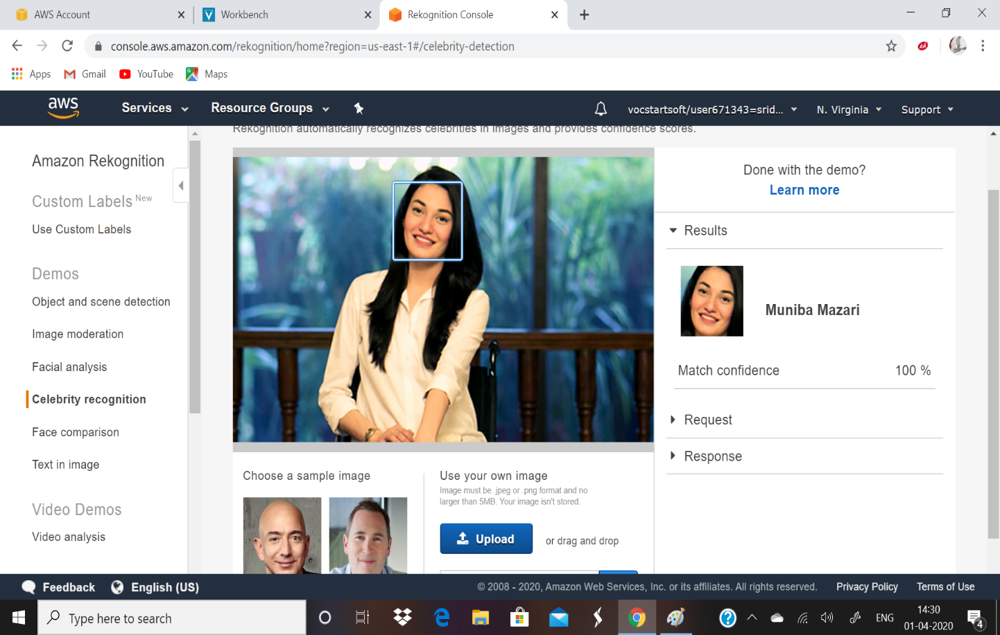 AWS Account
Workbench
Rekognition Console
console.aws.amazon.com/rekognition/home?region=us-east-1#/celebrity-detection
Apps
Gmail
YouTube
Maps
aws
Services
Resource Groups
vocstartsoft/user671343=srid...
N. Virginia
Support
Rekognition automatically recognizes celebrities in images and provides confidence scores.
Amazon Rekognition
Custom Labels New
Use Custom Labels
Demos
Object and scene detection
Image moderation
Facial analysis
Celebrity recognition
Face comparison
Text in image
Video Demos
Video analysis
Done with the demo?
Learn more
Results
Muniba Mazari
Match confidence 100 %
Request
Response
Choose a sample image
Use your own image
Image must be .jpeg or .png format and no
larger than 5MB. Your image isn't stored.
Upload
or drag and drop
Feedback
English (US)
© 2008 - 2020, Amazon Web Services, Inc. or its affiliates. All rights reserved.
Privacy Policy
Terms of Use
Type here to search
ENG
14:30
01-04-2020
4